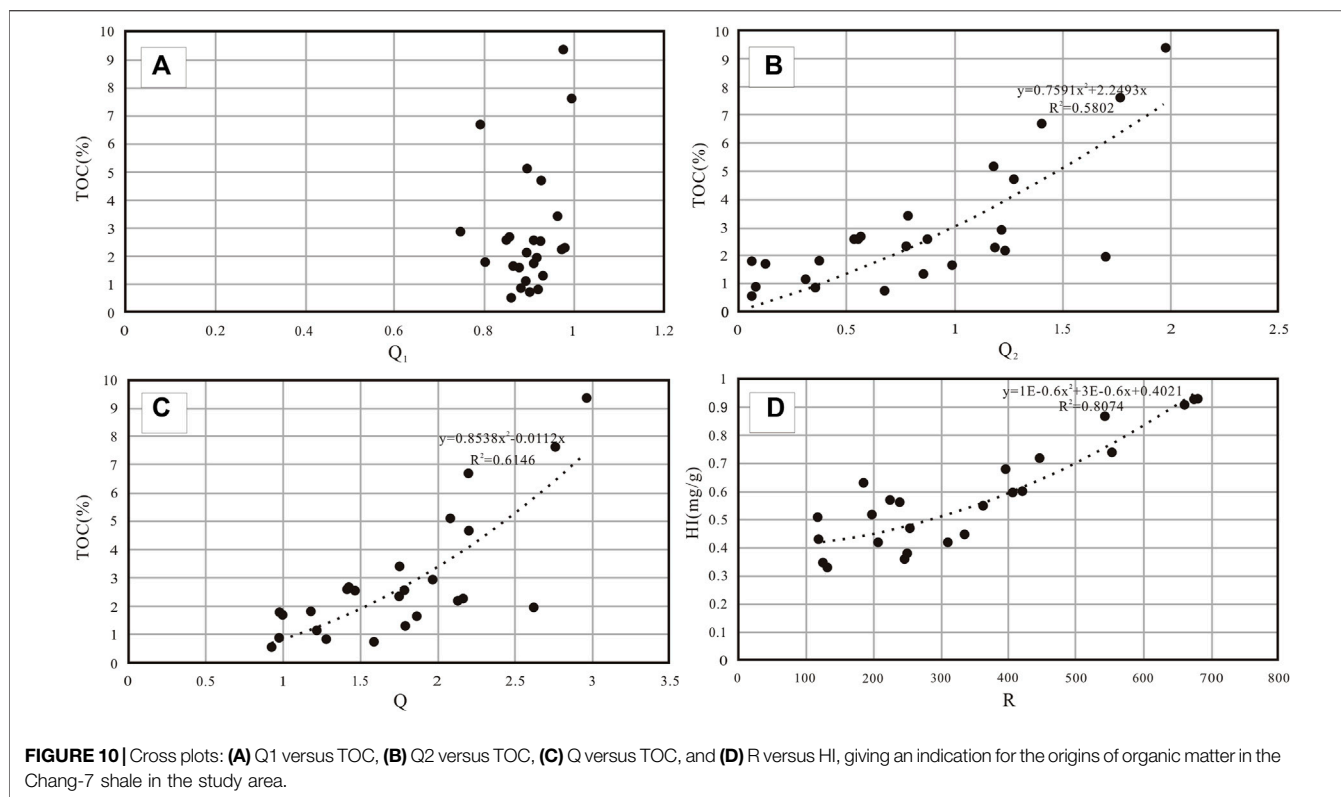 A
TOC(%)
10
9
8
7
6
5
4
3
2
1
0
0 0.2 0.4 0.6 0.8 1 1.2
Q₁
B
TOC(%)
10
9
8
7
6
5
4
3
2
1
0
y=0.7591x²+2.2493x
R²=0.5802
0 0.5 1 1.5 2 2.5
Q₂
C
TOC(%)
10
9
8
7
6
5
4
3
2
1
0
y=0.8538x²-0.0112x
R²=0.6146
0 0.5 1 1.5 2 2.5 3 3.5
Q
D
HI(mg/g)
1
0.9
0.8
0.7
0.6
0.5
0.4
0.3
0.2
0.1
0
y=1E-0.6x²+3E-0.6x+0.4021
R²=0.8074
0 100 200 300 400 500 600 700 800
R
FIGURE 10 | Cross plots: (A) Q1 versus TOC, (B) Q2 versus TOC, (C) Q versus TOC, and (D) R versus HI, giving an indication for the origins of organic matter in the
Chang-7 shale in the study area.